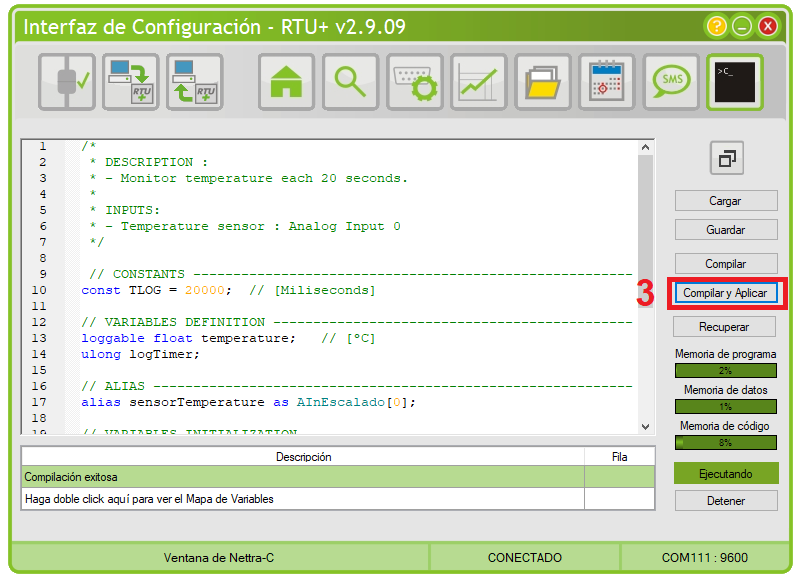 Interfaz de Configuración - RTU+ v2.9.09
?
RTU
RTU
SMS
>C_
1 /*
2  * DESCRIPTION :
3  * - Monitor temperature each 20 seconds.
4  *
5  * INPUTS:
6  * - Temperature sensor : Analog Input 0
7  */
8
9  // CONSTANTS -------------------------------------------------------
10 const TLOG = 20000;  // [Miliseconds]
11
12 // VARIABLES DEFINITION ---------------------------------------------
13 loggable float temperature;   // [°C]
14 ulong logTimer;
15
16 // ALIAS ------------------------------------------------------------
17 alias sensorTemperature as AInEscalado[0];
18
19 // VARIABLES INITIALIZATION
Cargar
Guardar
Compilar
3
Compilar y Aplicar
Recuperar
Memoria de programa
2%
Memoria de datos
1%
Memoria de código
8%
Ejecutando
Detener
Descripción Fila
Compilación exitosa
Haga doble click aquí para ver el Mapa de Variables
Ventana de Nettra-C CONECTADO COM111 : 9600